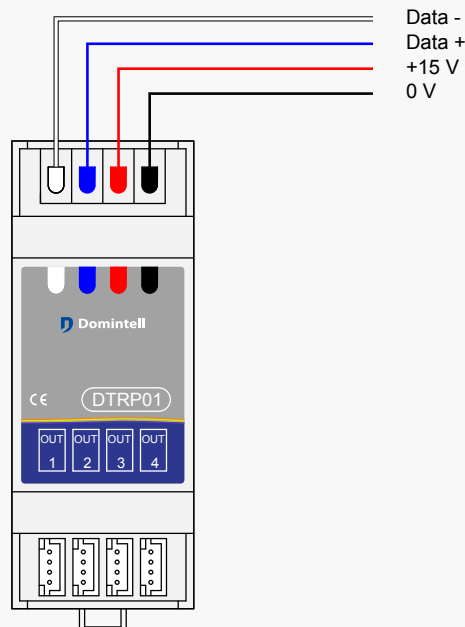 Data -
Data +
+15 V
0 V
Domintell
CE DTRP01
OUT OUT OUT OUT
1 2 3 4